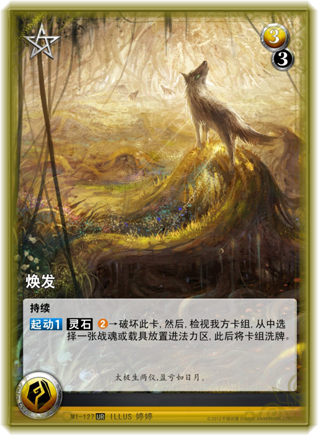 3
3
焕发
持续
起动1 灵石 2→破坏此卡，然后，检视我方卡组，从中选
择一张战魂或载具放置进法力区，此后将卡组洗牌。
太极生两仪，盈亏如日月。
W1-127 UR ILLUS 婷婷